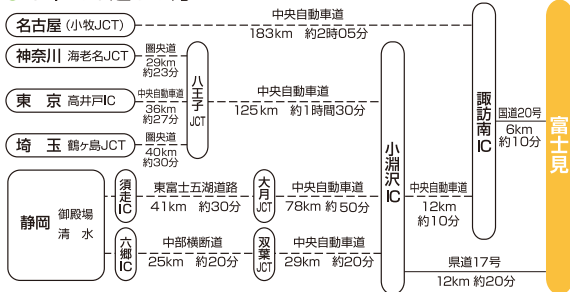 名古屋(小牧JCT)
中央自動車道
183km 約2時05分
神奈川 海老名JCT
圏央道
29km
約23分
東京 高井戸IC
中央自動車道
36km
約27分
埼玉 鶴ヶ島JCT
圏央道
40km
約30分
八王子JCT
中央自動車道
125km 約1時間30分
静岡 御殿場
清水
須走IC
東富士五湖道路
41km 約30分
大月JCT
中央自動車道
78km 約50分
六郷IC
中部横断道
25km 約20分
双葉JCT
中央自動車道
29km 約20分
小淵沢IC
中央自動車道
12km
約10分
諏訪南IC
国道20号
6km
約10分
県道17号
12km 約20分
富士見